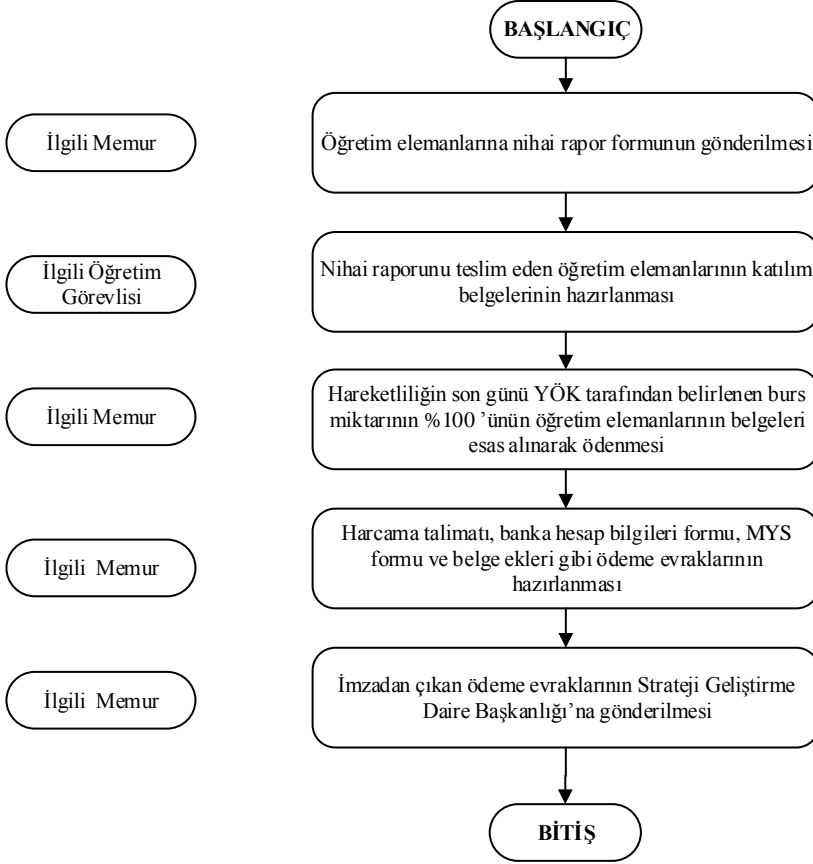 BAŞLANGIÇ
İlgili Memur
Öğretim elemanlarına nihai rapor formunun gönderilmesi
İlgili Öğretim
Görevlisi
Nihai raporunu teslim eden öğretim elemanlarının katılım
belgelerinin hazırlanması
İlgili Memur
Hareketliliğin son günü YÖK tarafından belirlenen burs
miktarının %100 ’ünün öğretim elemanlarının belgeleri
esas alınarak ödenmesi
İlgili Memur
Harcama talimatı, banka hesap bilgileri formu, MYS
formu ve belge ekleri gibi ödeme evraklarının
hazırlanması
İlgili Memur
İmzadan çıkan ödeme evraklarının Strateji Geliştirme
Daire Başkanlığı’na gönderilmesi
BİTİŞ